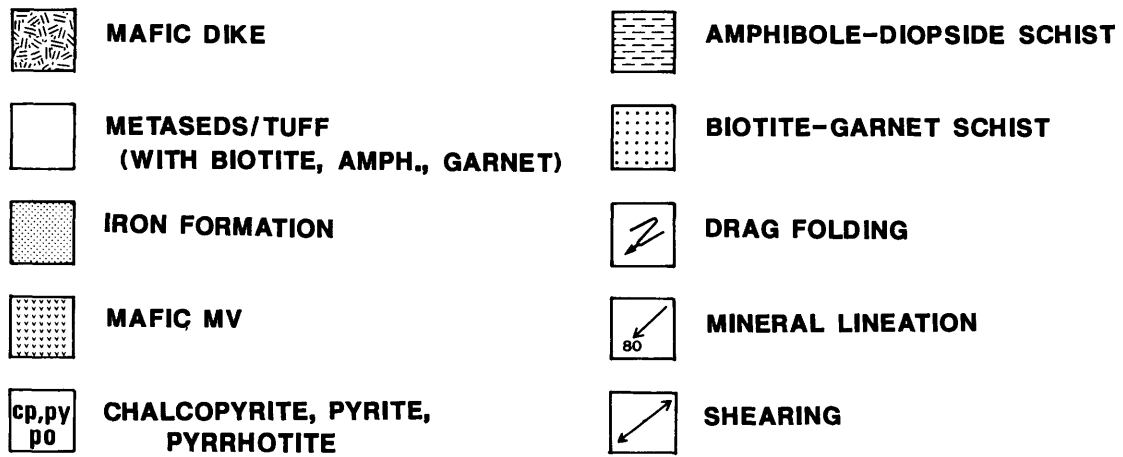 MAFIC DIKE
METASEDS/TUFF
(WITH BIOTITE, AMPH., GARNET)
IRON FORMATION
MAFIC MV
cp,py
po
CHALCOPYRITE, PYRITE,
PYRRHOTITE
AMPHIBOLE-DIOPSIDE SCHIST
BIOTITE-GARNET SCHIST
DRAG FOLDING
80
MINERAL LINEATION
SHEARING